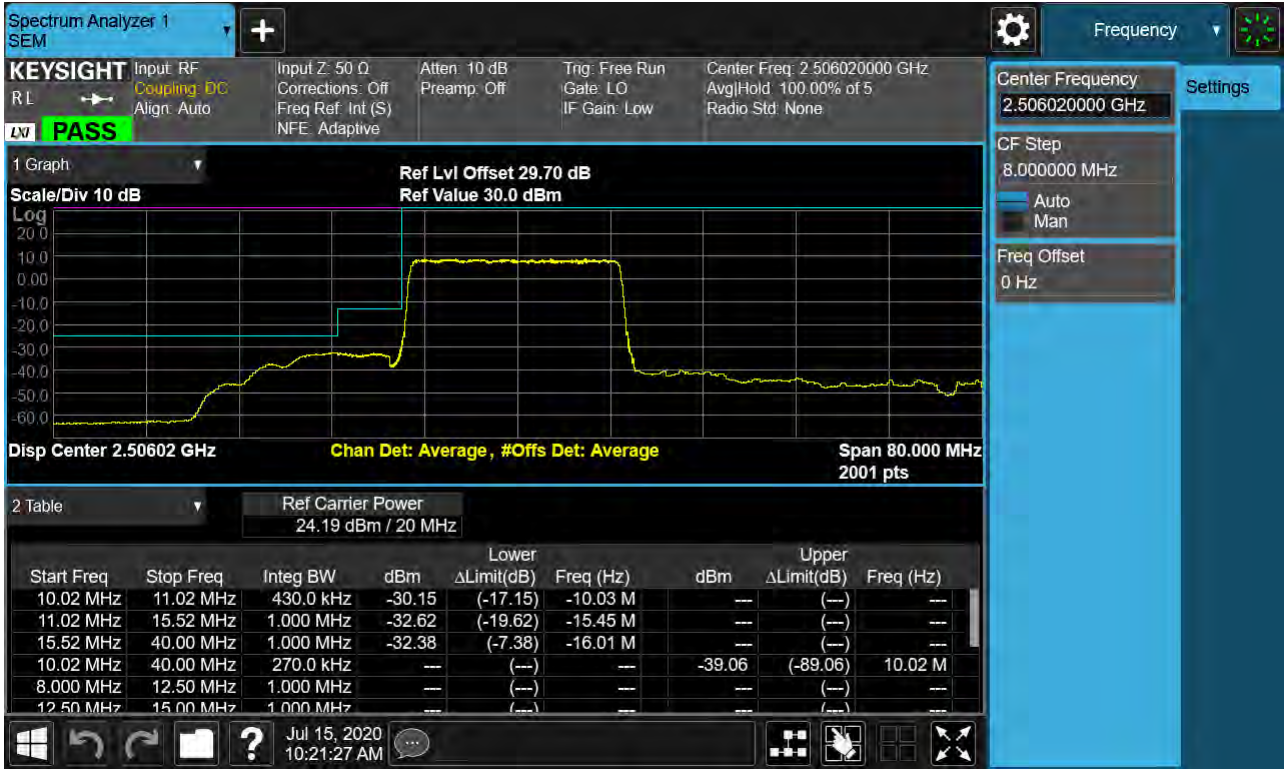 Spectrum Analyzer 1
SEM
+
Frequency
KEYSIGHT
RL
LXI
PASS
Input: RF
Coupling: DC
Align: Auto
Input Z: 50 Ω
Corrections: Off
Freq Ref: Int (S)
NFE: Adaptive
Atten: 10 dB
Preamp: Off
Trig: Free Run
Gate: LO
IF Gain: Low
Center Freq: 2.506020000 GHz
Avg|Hold: 100.00% of 5
Radio Std: None
Center Frequency
2.506020000 GHz
Settings
CF Step
8.000000 MHz
Auto
Man
Freq Offset
0 Hz
1 Graph
Scale/Div 10 dB
Ref Lvl Offset 29.70 dB
Ref Value 30.0 dBm
Log
20.0
10.0
0.00
-10.0
-20.0
-30.0
-40.0
-50.0
-60.0
Disp Center 2.50602 GHz
Chan Det: Average, #Offs Det: Average
Span 80.000 MHz
2001 pts
2 Table
Ref Carrier Power
24.19 dBm / 20 MHz
Lower Upper
Start Freq Stop Freq Integ BW dBm ΔLimit(dB) Freq (Hz) dBm ΔLimit(dB) Freq (Hz)
10.02 MHz 11.02 MHz 430.0 kHz -30.15 (-17.15) -10.03 M --- (---) ---
11.02 MHz 15.52 MHz 1.000 MHz -32.62 (-19.62) -15.45 M --- (---) ---
15.52 MHz 40.00 MHz 1.000 MHz -32.38 (-7.38) -16.01 M --- (---) ---
10.02 MHz 40.00 MHz 270.0 kHz --- (---) --- -39.06 (-89.06) 10.02 M
8.000 MHz 12.50 MHz 1.000 MHz --- (---) --- --- (---) ---
12.50 MHz 15.00 MHz 1.000 MHz --- (---) --- --- (---) ---
?
Jul 15, 2020
10:21:27 AM